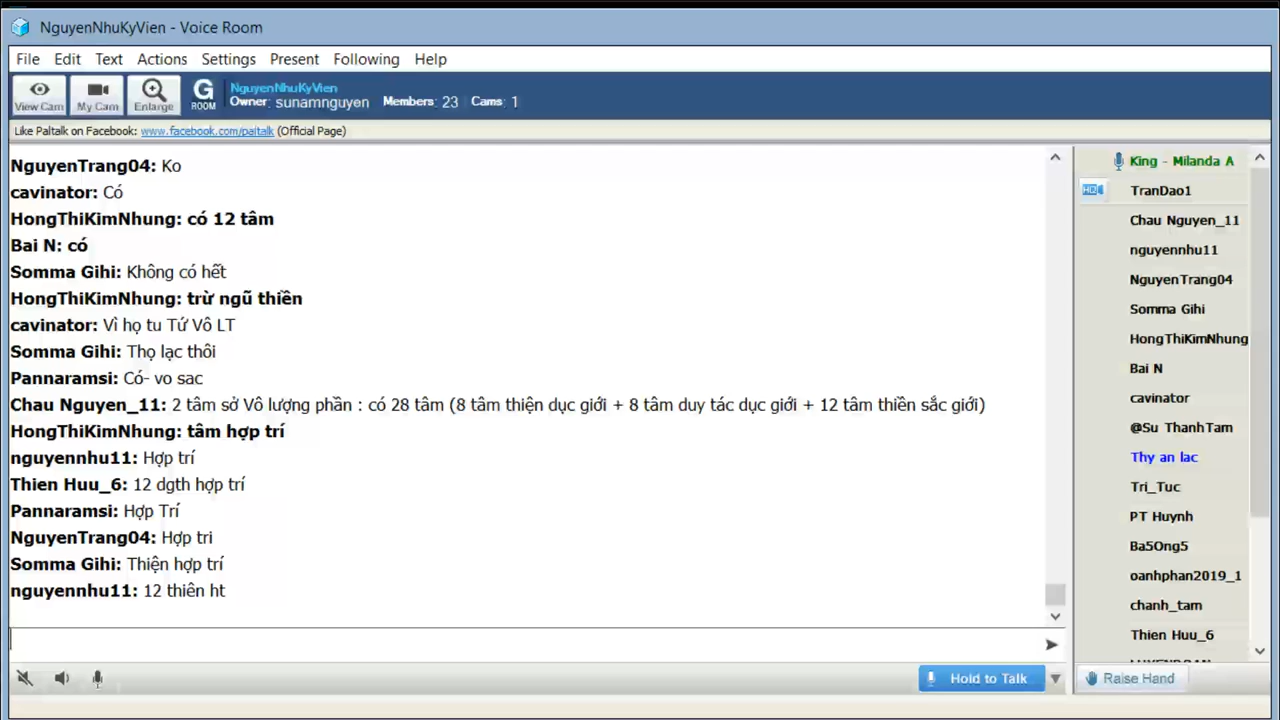 NguyenNhuKyVien - Voice Room
File Edit Text Actions Settings Present Following Help
View Cam My Cam Enlarge G ROOM
NguyenNhuKyVien
Owner: sunamnguyen Members: 23 Cams: 1
Like Paltalk on Facebook: www.facebook.com/paltalk (Official Page)
NguyenTrang04: Ko
cavinator: Có
HongThiKimNhung: có 12 tâm
Bai N: có
Somma Gihi: Không có hết
HongThiKimNhung: trừ ngũ thiền
cavinator: Vì họ tu Tứ Vô LT
Somma Gihi: Thọ lạc thôi
Pannaramsi: Có- vo sac
Chau Nguyen_11: 2 tâm sở Vô lượng phần : có 28 tâm (8 tâm thiện dục giới + 8 tâm duy tác dục giới + 12 tâm thiền sắc giới)
HongThiKimNhung: tâm hợp trí
nguyennhu11: Hợp trí
Thien Huu_6: 12 dgth hợp trí
Pannaramsi: Hợp Trí
NguyenTrang04: Hợp tri
Somma Gihi: Thiện hợp trí
nguyennhu11: 12 thiên ht
King - Milanda A
TranDao1
Chau Nguyen_11
nguyennhu11
NguyenTrang04
Somma Gihi
HongThiKimNhung
Bai N
cavinator
@Su ThanhTam
Thy an lac
Tri_Tuc
PT Huynh
Ba5Ong5
oanhphan2019_1
chanh_tam
Thien Huu_6
Hold to Talk
Raise Hand